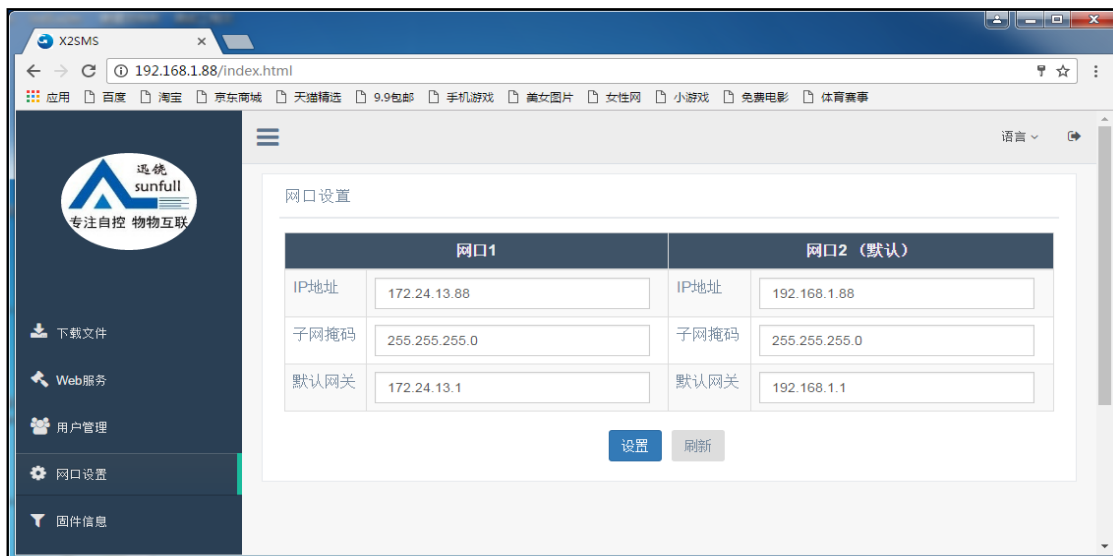 X2SMS
192.168.1.88/index.html
应用 百度 淘宝 京东商城 天猫精选 9.9包邮 手机游戏 美女图片 女性网 小游戏 免费电影 体育赛事
语言
迅饶
sunfull
专注自控 物物互联
网口设置
网口1 网口2 （默认）
IP地址 172.24.13.88 IP地址 192.168.1.88
子网掩码 255.255.255.0 子网掩码 255.255.255.0
默认网关 172.24.13.1 默认网关 192.168.1.1
设置 刷新
下载文件
Web服务
用户管理
网口设置
固件信息